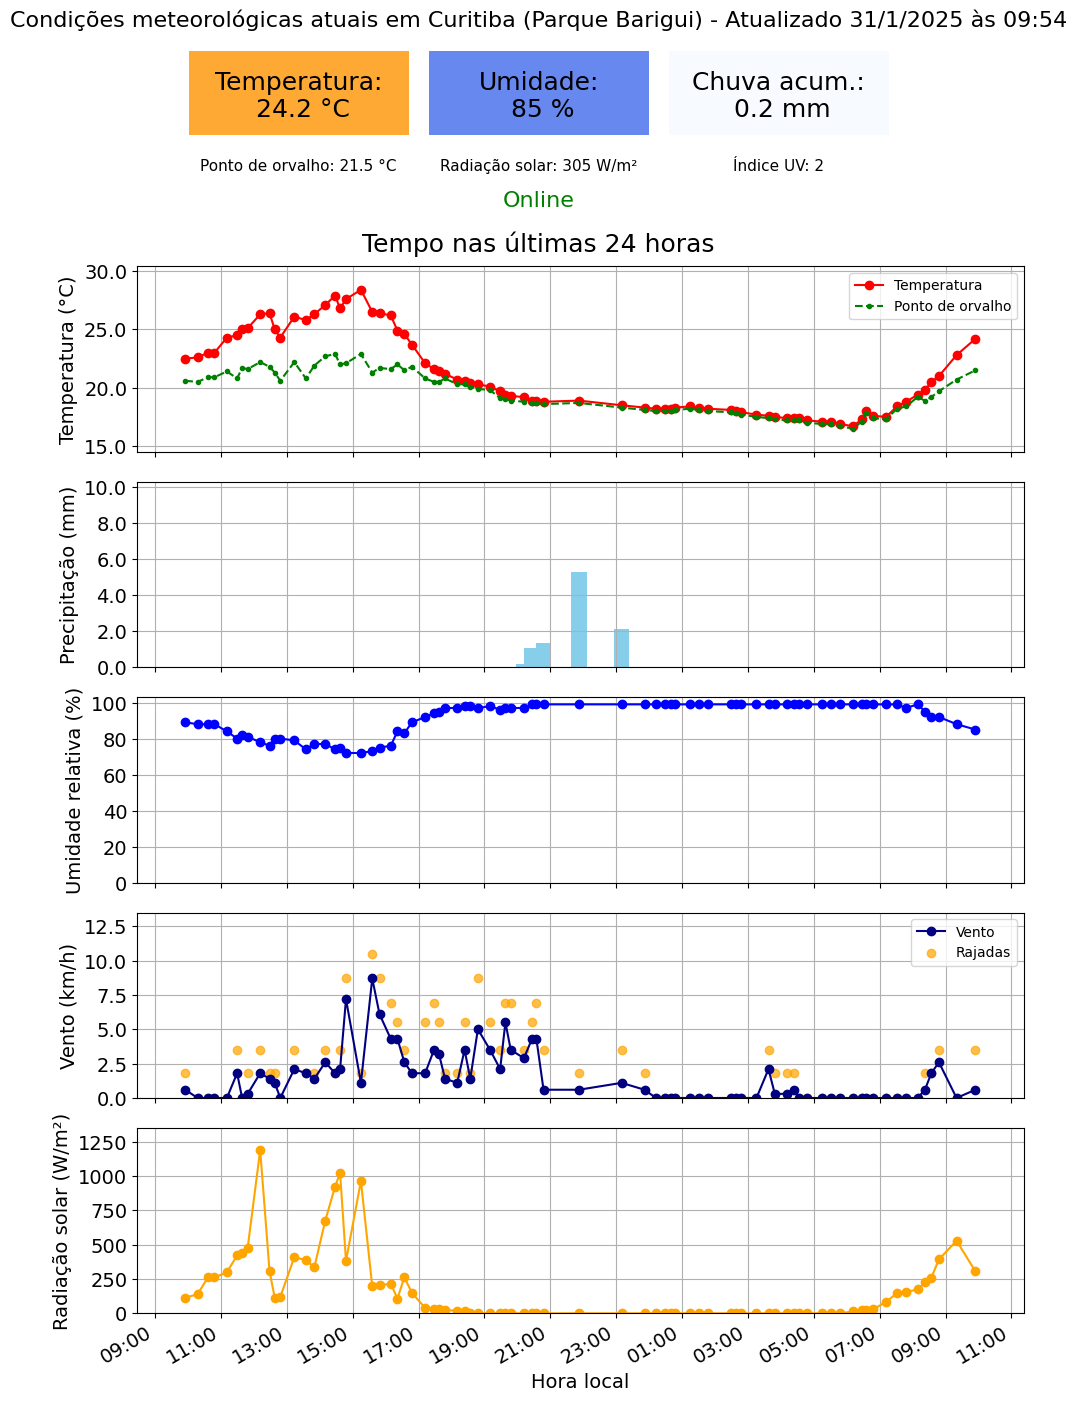 Condições meteorológicas atuais em Curitiba (Parque Barigui) - Atualizado 31/1/2025 às 09:54
Temperatura:
24.2 °C
Umidade:
85 %
Chuva acum.:
0.2 mm
Ponto de orvalho: 21.5 °C
Radiação solar: 305 W/m²
Índice UV: 2
Online
Tempo nas últimas 24 horas
Temperatura (°C)
30.0
25.0
20.0
15.0
Temperatura
Ponto de orvalho
Precipitação (mm)
10.0
8.0
6.0
4.0
2.0
0.0
Umidade relativa (%)
100
80
60
40
20
0
Vento (km/h)
12.5
10.0
7.5
5.0
2.5
0.0
Vento
Rajadas
Radiação solar (W/m²)
1250
1000
750
500
250
0
09:00
11:00
13:00
15:00
17:00
19:00
21:00
23:00
01:00
03:00
05:00
07:00
09:00
11:00
Hora local